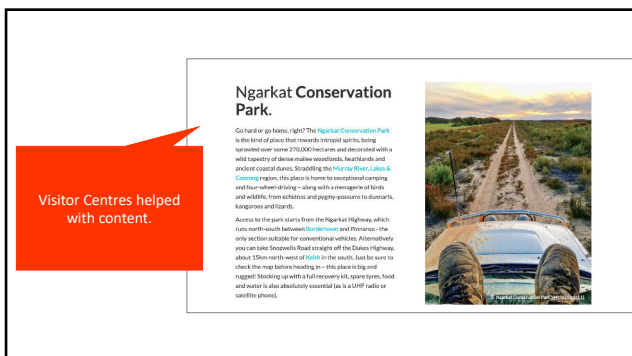 Visitor Centres helped
with content.
Ngarkat Conservation
Park.
Go hard or go home, right? The Ngarkat Conservation Park
is the kind of place that rewards intrepid spirits, being
sprawled over some 270,000 hectares and decorated with a
wild tapestry of dense mallee woodlands, heathlands and
ancient coastal dunes. Straddling the Murray River, Lakes &
Coorong region, this place is home to exceptional camping
and four-wheel-driving – along with a menagerie of birds
and wildlife, from echidnas and pygmy-possums to dunnarts,
kangaroos and lizards.
Access to the park starts from the Ngarkat Highway, which
runs north-south between Bordertown and Pinnaroo - the
only section suitable for conventional vehicles. Alternatively
you can take Snozwells Road straight off the Dukes Highway,
about 15km north-west of Keith in the south. Just be sure to
check the map before heading in – this place is big and
rugged! Stocking up with a full recovery kit, spare tyres, food
and water is also absolutely essential (as is a UHF radio or
satellite phone).
Ngarkat Conservation Park